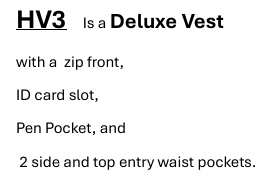 HV3 Is a Deluxe Vest
with a zip front,
ID card slot,
Pen Pocket, and
2 side and top entry waist pockets.